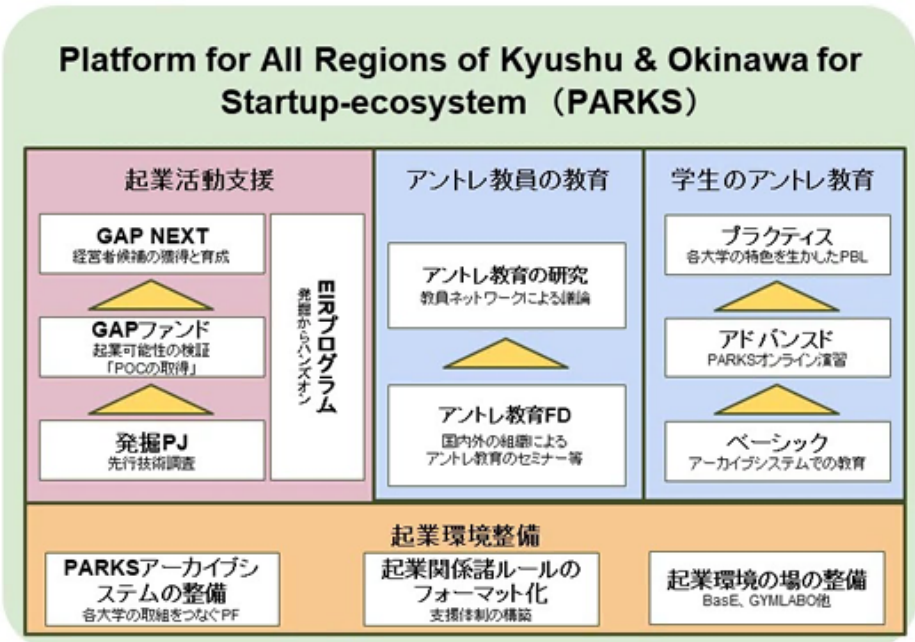 Platform for All Regions of Kyushu & Okinawa for
Startup-ecosystem （PARKS）
起業活動支援
GAP NEXT
経営者候補の獲得と育成
GAPファンド
起業可能性の検証
「POCの取得」
発掘PJ
先行技術調査
EIRプログラム
発掘からハンズオン
アントレ教員の教育
アントレ教育の研究
教員ネットワークによる議論
アントレ教育FD
国内外の組織による
アントレ教育のセミナー等
学生のアントレ教育
プラクティス
各大学の特色を生かしたPBL
アドバンスド
PARKSオンライン演習
ベーシック
アーカイブシステムでの教育
起業環境整備
PARKSアーカイブシ
ステムの整備
各大学の取組をつなぐPF
起業関係諸ルールの
フォーマット化
支援体制の構築
起業環境の場の整備
BasE、GYMLABO他